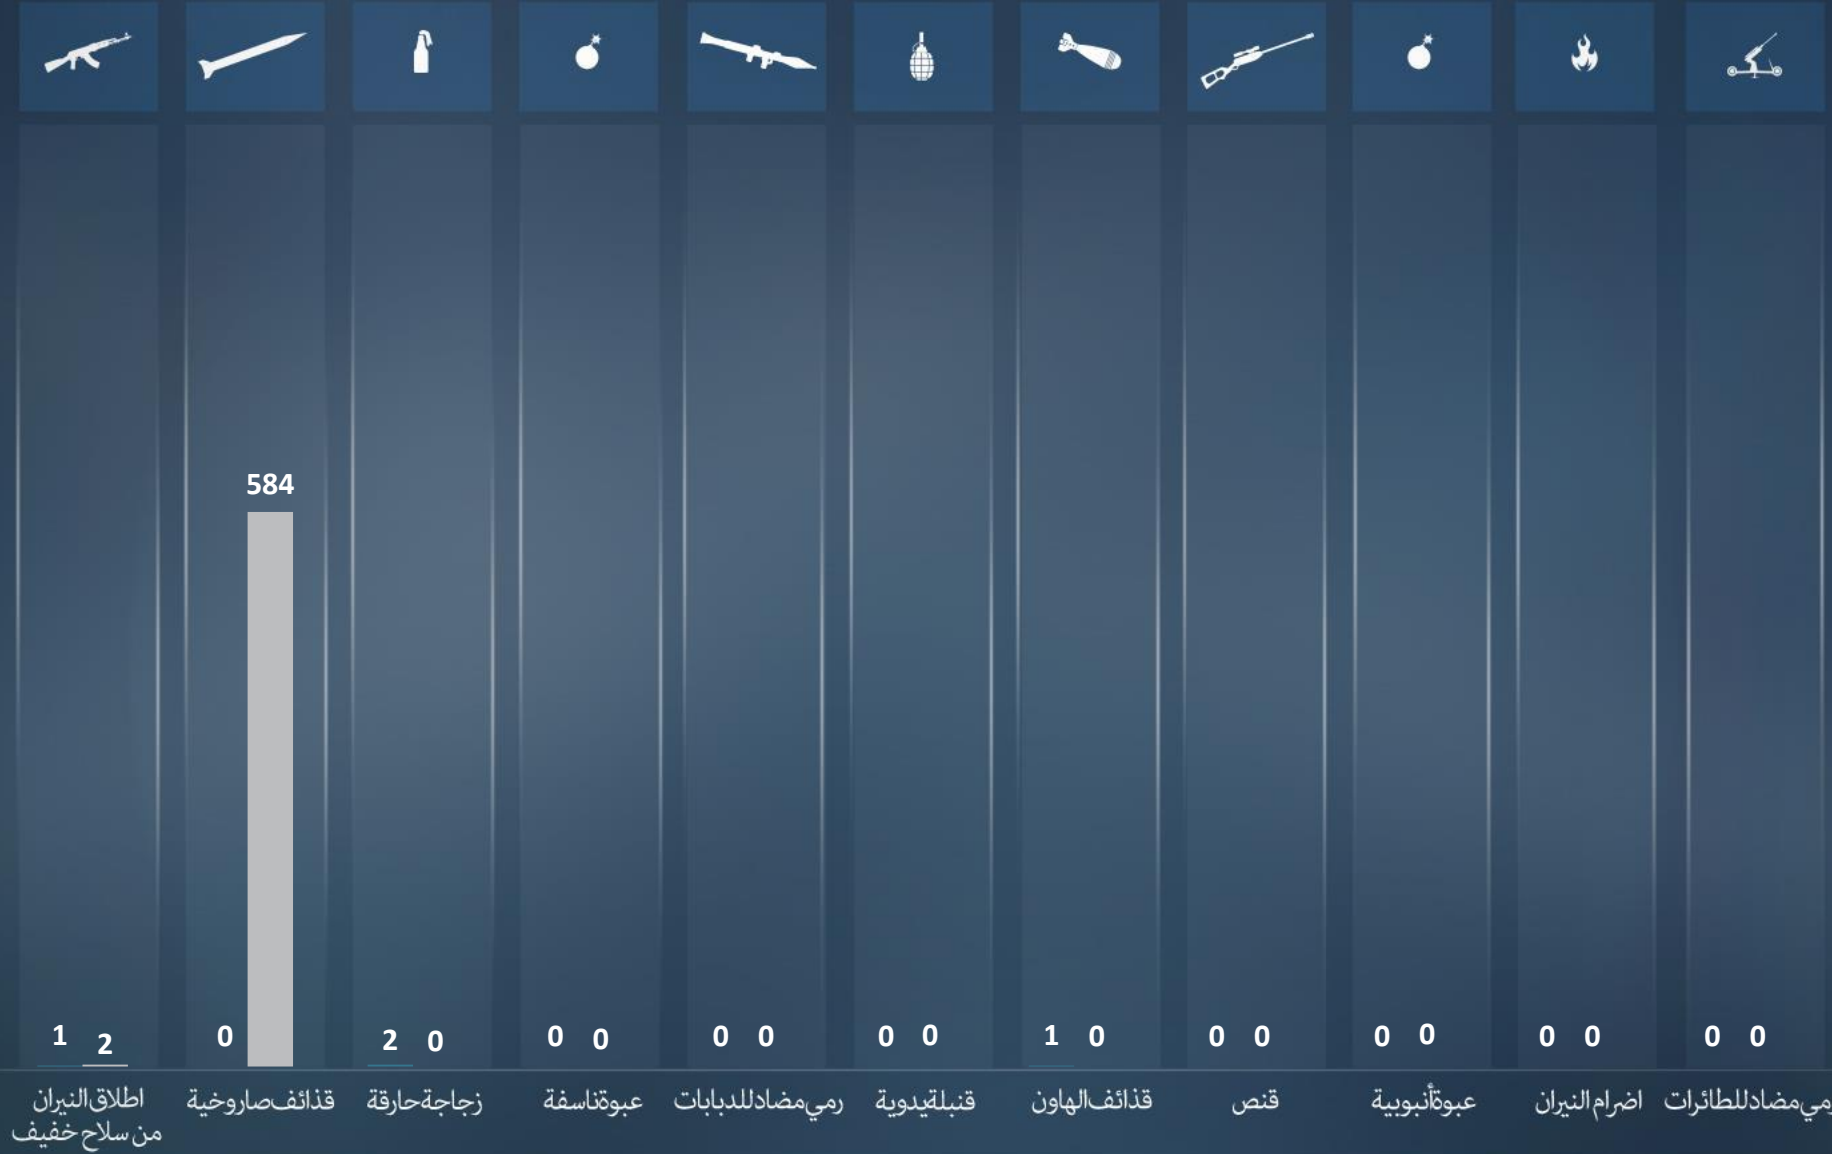 584
1 2
0
2 0
0 0
0 0
0 0
1 0
0 0
0 0
0 0
0 0
اطلاق النيران
من سلاح خفيف
قذائف صاروخية
زجاجة حارقة
عبوة ناسفة
رمي مضاد للدبابات
قنبلة يدوية
قذائف الهاون
قنص
عبوة أنبوبية
اضرام النيران
رمي مضاد للطائرات